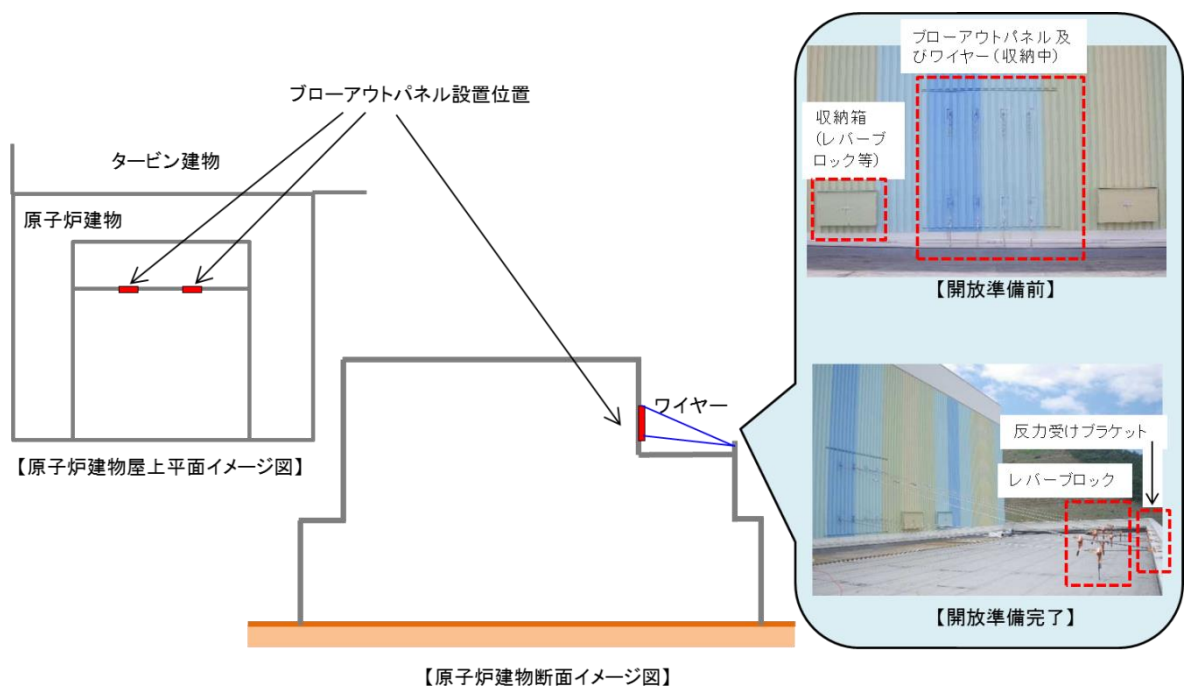 ブローアウトパネル設置位置
タービン建物
原子炉建物
【原子炉建物屋上平面イメージ図】
ワイヤー
【原子炉建物断面イメージ図】
ブローアウトパネル及
びワイヤー(収納中)
収納箱
(レバーブ
ロック等)
【開放準備前】
反力受けブラケット
レバーブロック
【開放準備完了】